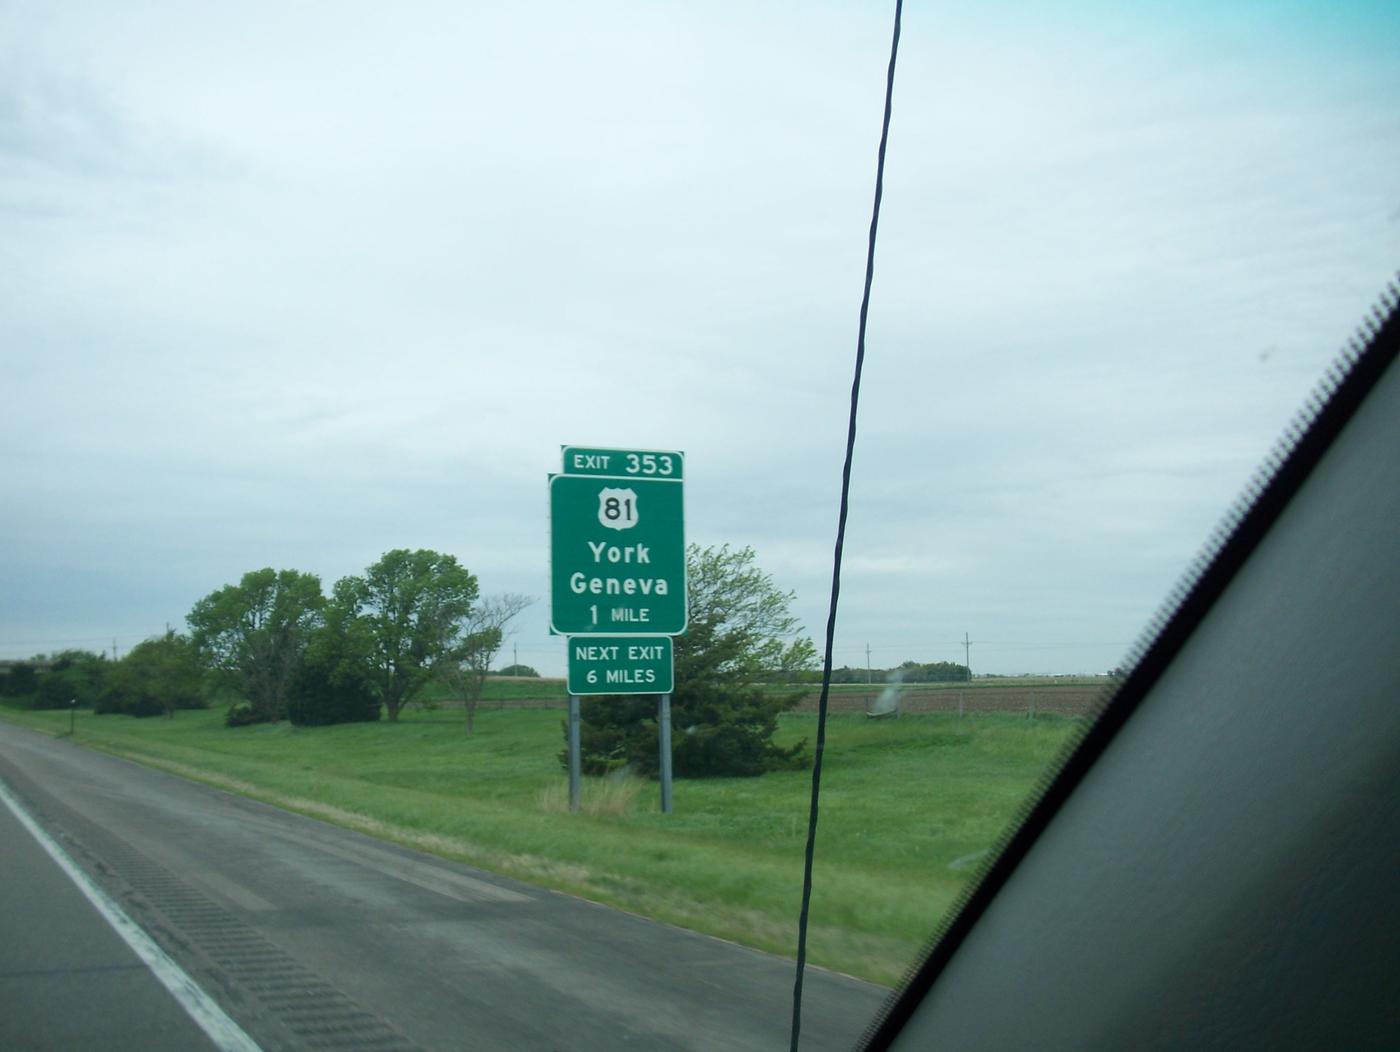 EXIT 353
81
York
Geneva
1 MILE
NEXT EXIT
6 MILES